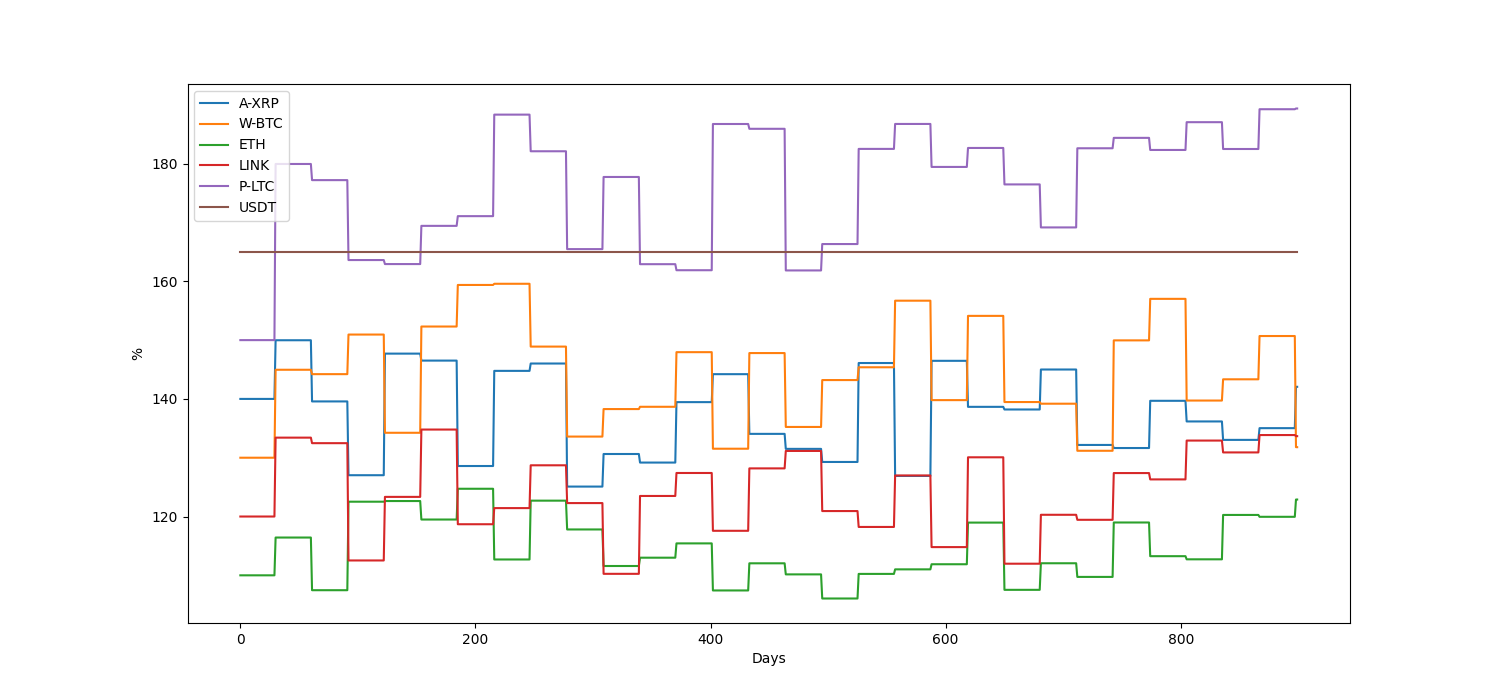 A-XRP
W-BTC
ETH
LINK
P-LTC
USDT
180
160
140
120
%
0 200 400 600 800
Days